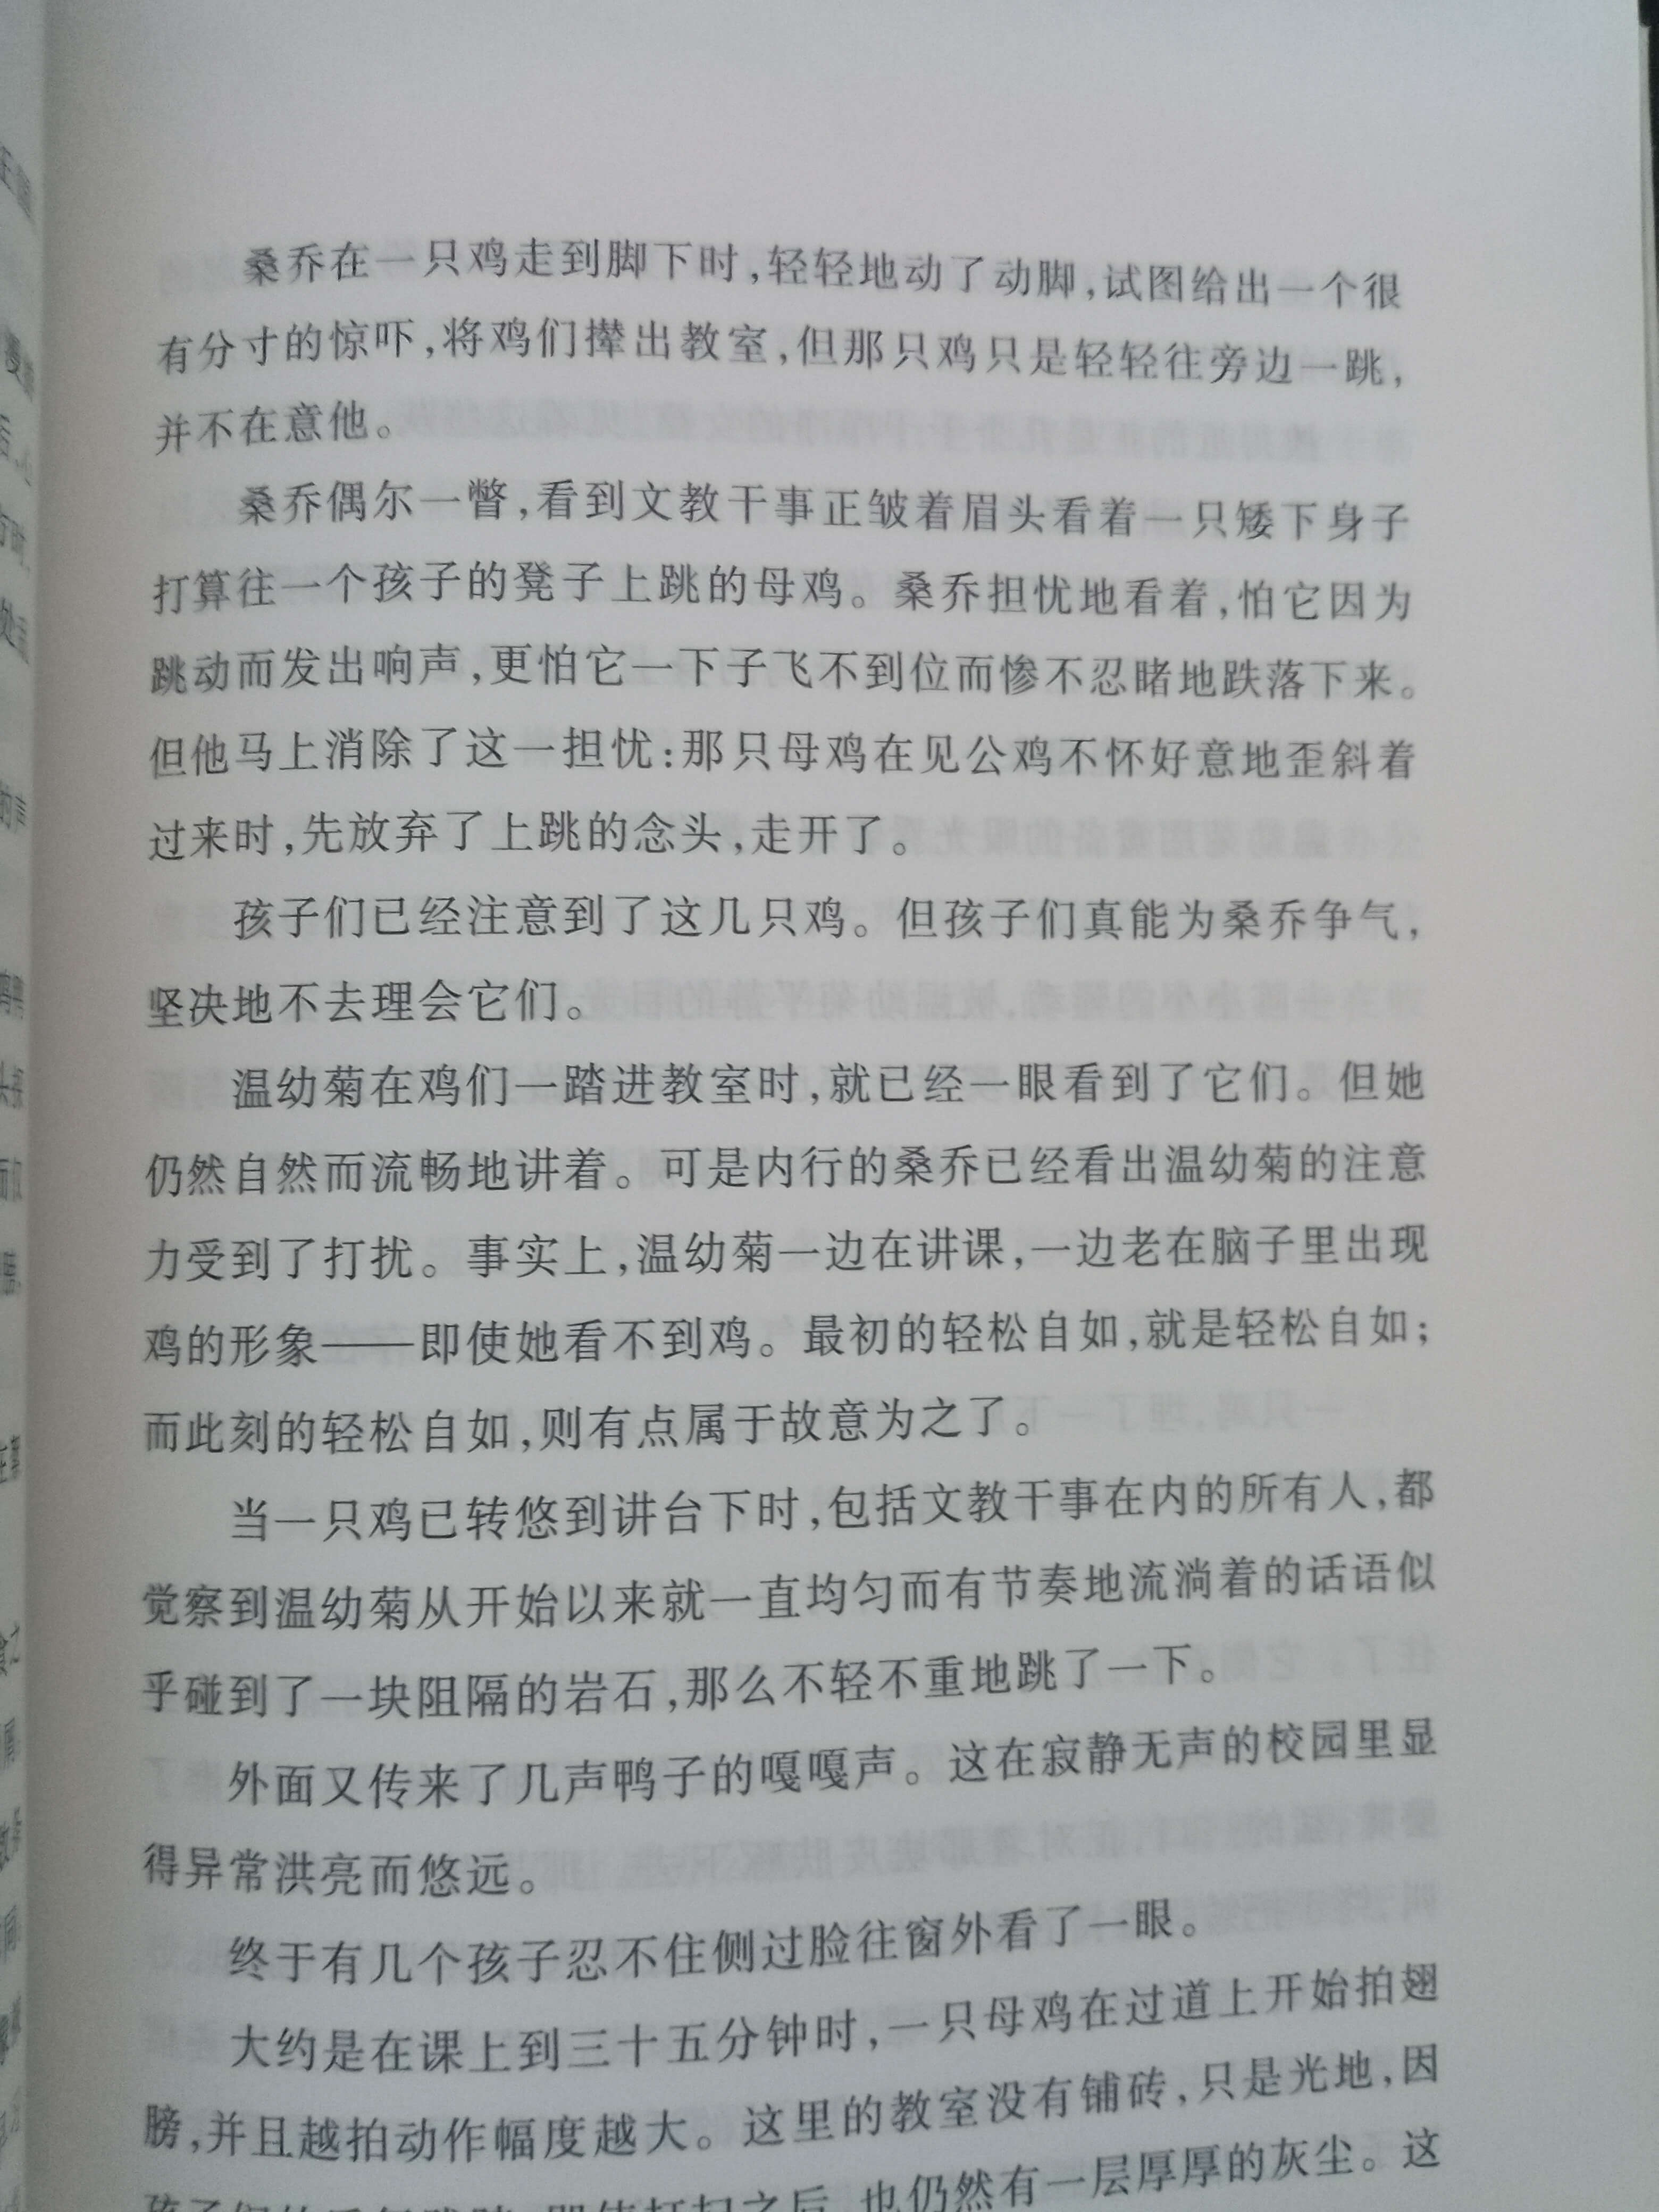 桑乔在一只鸡走到脚下时,轻轻地动了动脚,试图给出一个很
有分寸的惊吓,将鸡们撵出教室,但那只鸡只是轻轻往旁边一跳,
并不在意他。
桑乔偶尔一瞥,看到文教干事正皱着眉头看着一只矮下身子
打算往一个孩子的凳子上跳的母鸡。桑乔担忧地看着,怕它因为
跳动而发出响声,更怕它一下子飞不到位而惨不忍睹地跌落下来。
但他马上消除了这一担忧:那只母鸡在见公鸡不怀好意地歪斜着
过来时,先放弃了上跳的念头,走开了。
孩子们已经注意到了这几只鸡。但孩子们真能为桑乔争气,
坚决地不去理会它们。
温幼菊在鸡们一踏进教室时,就已经一眼看到了它们。但她
仍然自然而流畅地讲着。可是内行的桑乔已经看出温幼菊的注意
力受到了打扰。事实上,温幼菊一边在讲课,一边老在脑子里出现
鸡的形象——即使她看不到鸡。最初的轻松自如,就是轻松自如;
而此刻的轻松自如,则有点属于故意为之了。
当一只鸡已转悠到讲台下时,包括文教干事在内的所有人,都
觉察到温幼菊从开始以来就一直均匀而有节奏地流淌着的话语似
乎碰到了一块阻隔的岩石,那么不轻不重地跳了一下。
外面又传来了几声鸭子的嘎嘎声。这在寂静无声的校园里显
得异常洪亮而悠远。
终于有几个孩子忍不住侧过脸往窗外看了一眼。
大约是在课上到三十五分钟时,一只母鸡在过道上开始拍翅
膀,并且越拍动作幅度越大。这里的教室没有铺砖,只是光地,因
也仍然有一层厚厚的灰尘。这